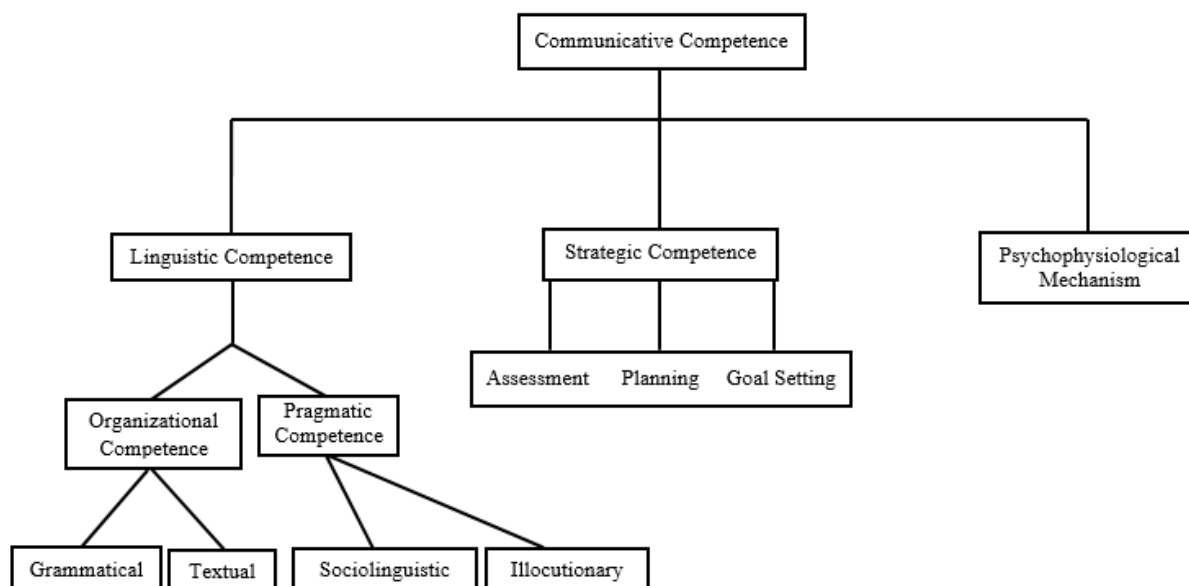 Communicative Competence
Linguistic Competence
Strategic Competence
Psychophysiological
Mechanism
Assessment Planning Goal Setting
Organizational
Competence
Pragmatic
Competence
Grammatical
Textual
Sociolinguistic
Illocutionary